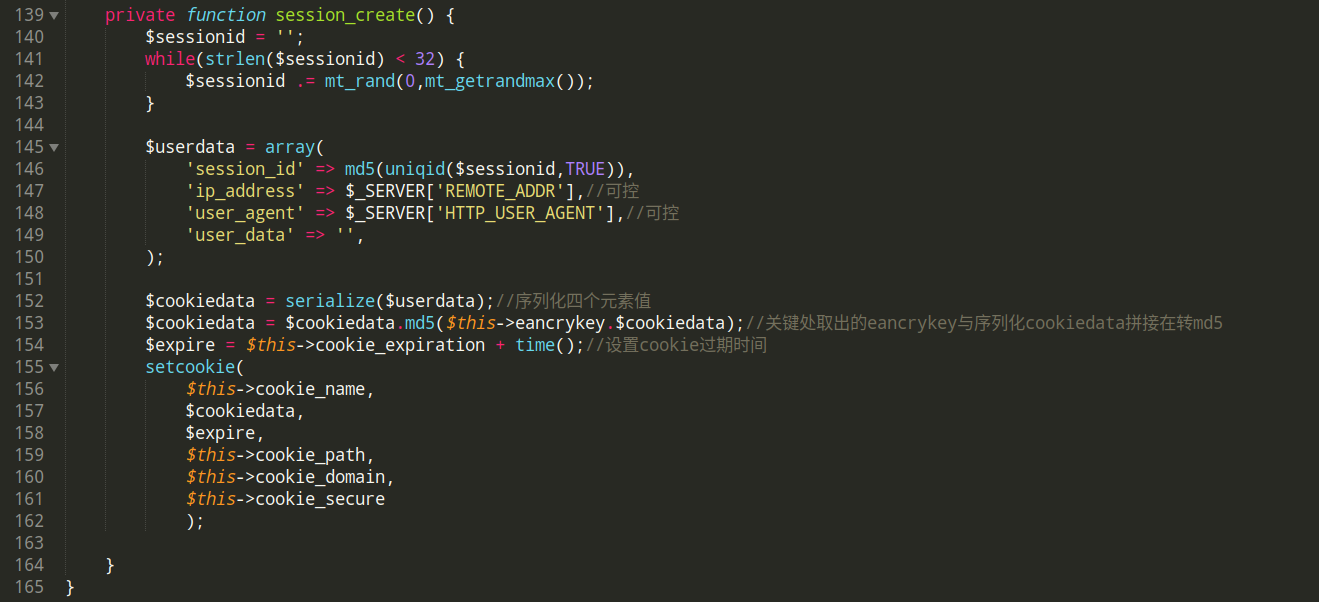 139 ▼     private function session_create() {
140         $sessionid = '';
141         while(strlen($sessionid) < 32) {
142             $sessionid .= mt_rand(0,mt_getrandmax());
143         }
144
145 ▼       $userdata = array(
146             'session_id' => md5(uniqid($sessionid,TRUE)),
147             'ip_address' => $_SERVER['REMOTE_ADDR'],//可控
148             'user_agent' => $_SERVER['HTTP_USER_AGENT'],//可控
149             'user_data' => '',
150         );
151
152         $cookiedata = serialize($userdata);//序列化四个元素值
153         $cookiedata = $cookiedata.md5($this->eancrykey.$cookiedata);//关键处取出的eancrykey与序列化cookiedata拼接在转md5
154         $expire = $this->cookie_expiration + time();//设置cookie过期时间
155 ▼       setcookie(
156             $this->cookie_name,
157             $cookiedata,
158             $expire,
159             $this->cookie_path,
160             $this->cookie_domain,
161             $this->cookie_secure
162             );
163
164     }
165 }